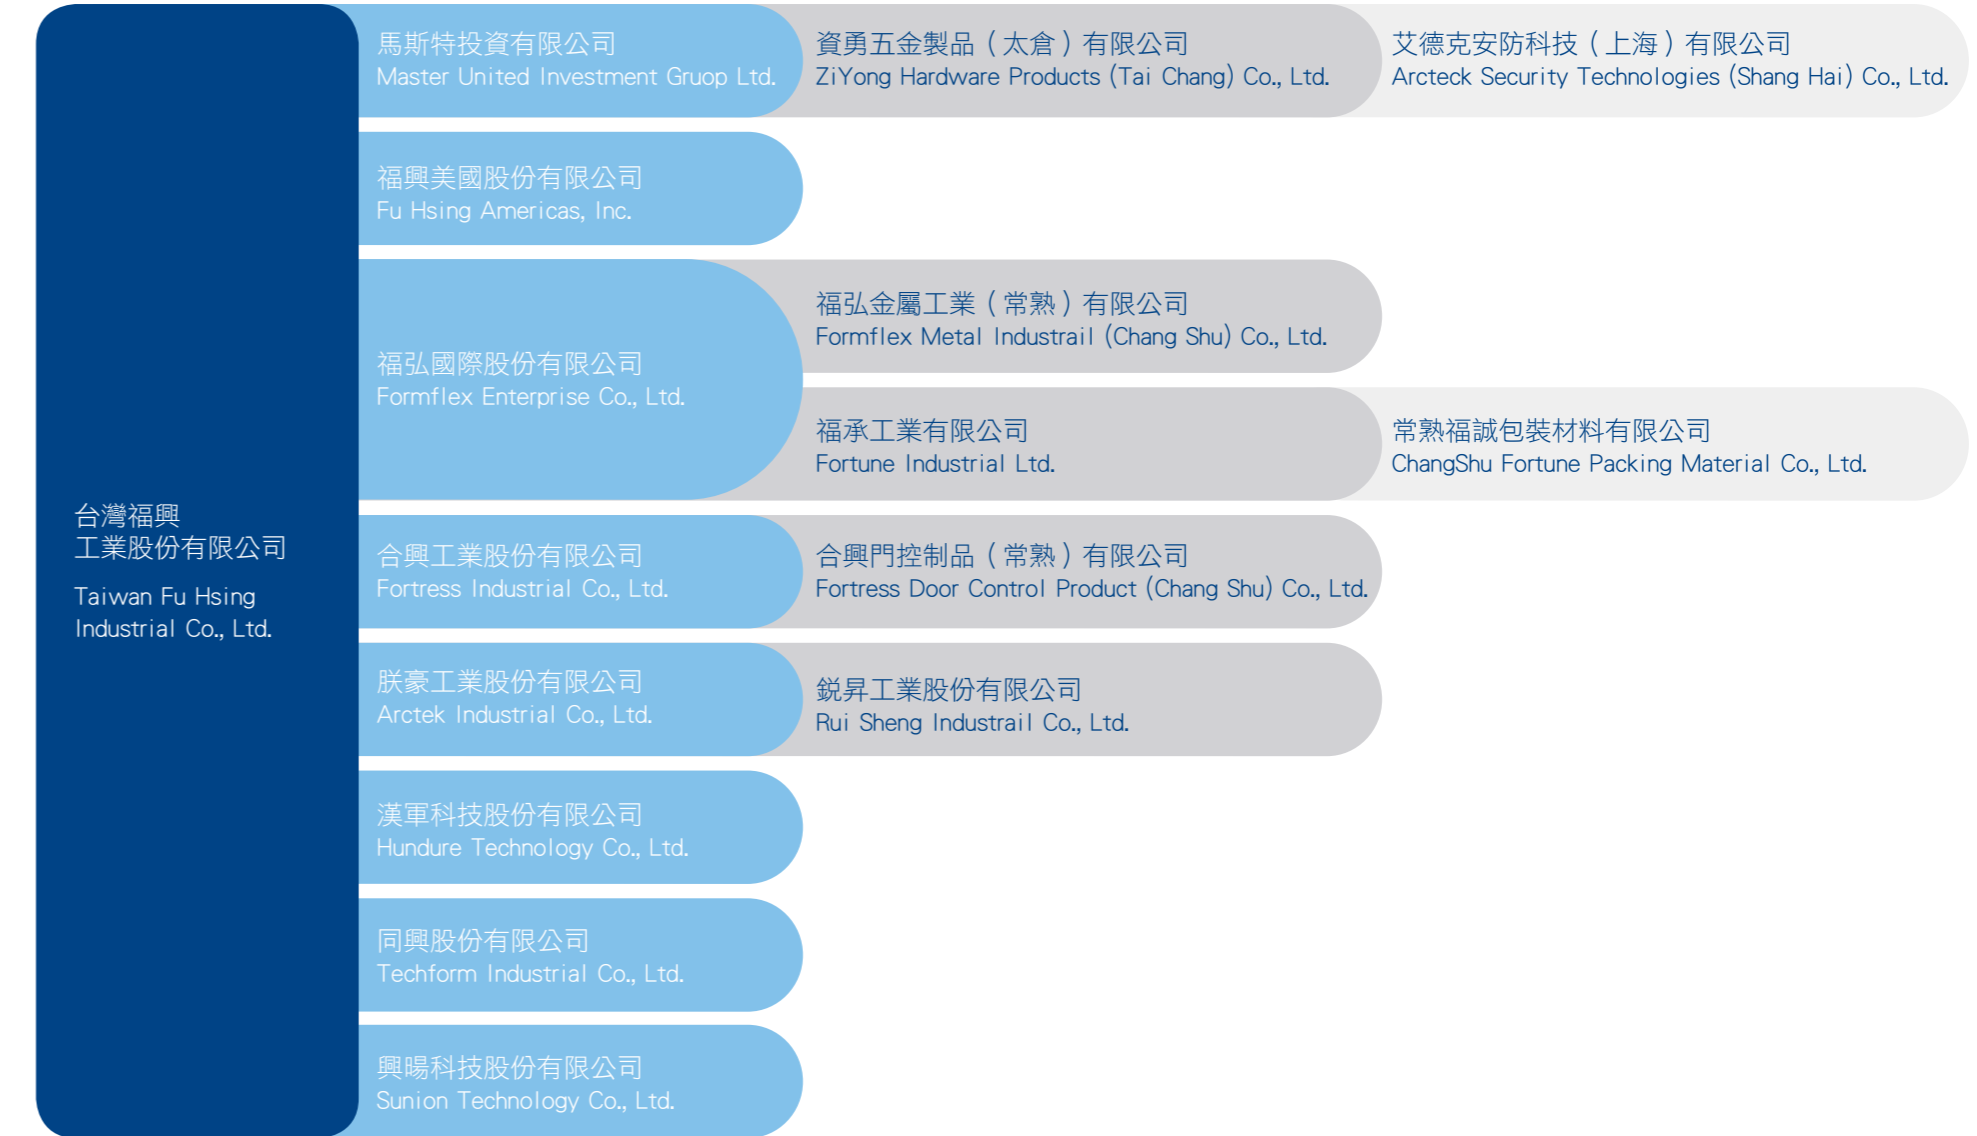 台灣福興
工業股份有限公司
Taiwan Fu Hsing
Industrial Co., Ltd.
馬斯特投資有限公司
Master United Investment Gruop Ltd.
資勇五金製品（太倉）有限公司
ZiYong Hardware Products (Tai Chang) Co., Ltd.
艾德克安防科技（上海）有限公司
Arcteck Security Technologies (Shang Hai) Co., Ltd.
福興美國股份有限公司
Fu Hsing Americas, Inc.
福弘國際股份有限公司
Formflex Enterprise Co., Ltd.
福弘金屬工業（常熟）有限公司
Formflex Metal Industrail (Chang Shu) Co., Ltd.
福承工業有限公司
Fortune Industrial Ltd.
常熟福誠包裝材料有限公司
ChangShu Fortune Packing Material Co., Ltd.
合興工業股份有限公司
Fortress Industrial Co., Ltd.
合興門控制品（常熟）有限公司
Fortress Door Control Product (Chang Shu) Co., Ltd.
朕豪工業股份有限公司
Arctek Industrial Co., Ltd.
銳昇工業股份有限公司
Rui Sheng Industrail Co., Ltd.
漢軍科技股份有限公司
Hundure Technology Co., Ltd.
同興股份有限公司
Techform Industrial Co., Ltd.
興暘科技股份有限公司
Sunion Technology Co., Ltd.